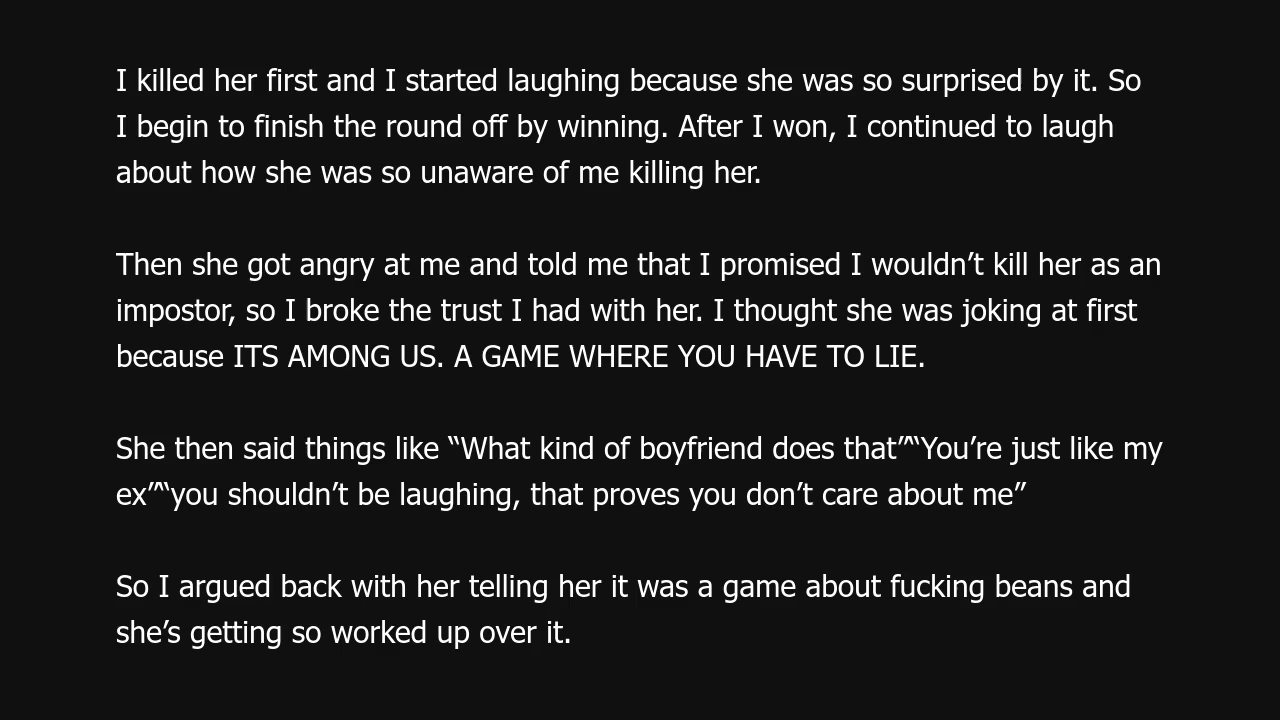 I killed her first and I started laughing because she was so surprised by it. So
I begin to finish the round off by winning. After I won, I continued to laugh
about how she was so unaware of me killing her.
Then she got angry at me and told me that I promised I wouldn’t kill her as an
impostor, so I broke the trust I had with her. I thought she was joking at first
because ITS AMONG US. A GAME WHERE YOU HAVE TO LIE.
She then said things like “What kind of boyfriend does that”“You’re just like my
ex”“you shouldn’t be laughing, that proves you don’t care about me”
So I argued back with her telling her it was a game about fucking beans and
she’s getting so worked up over it.